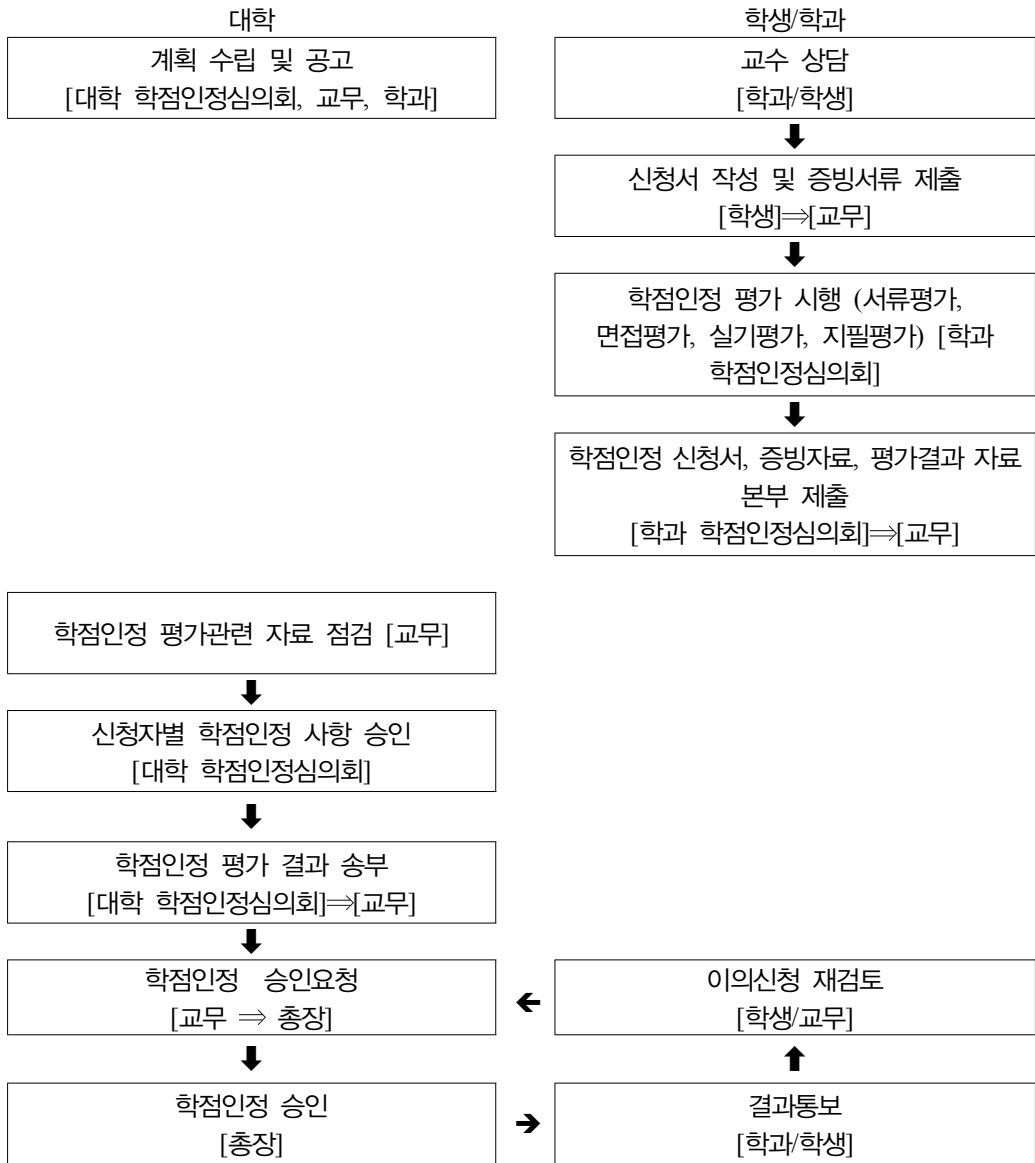 대학
학생/학과
계획 수립 및 공고
[대학 학점인정심의회, 교무, 학과]
교수 상담
[학과/학생]
신청서 작성 및 증빙서류 제출
[학생]⇒[교무]
학점인정 평가 시행 (서류평가,
면접평가, 실기평가, 지필평가) [학과
학점인정심의회]
학점인정 신청서, 증빙자료, 평가결과 자료
본부 제출
[학과 학점인정심의회]⇒[교무]
학점인정 평가관련 자료 점검 [교무]
신청자별 학점인정 사항 승인
[대학 학점인정심의회]
학점인정 평가 결과 송부
[대학 학점인정심의회]⇒[교무]
학점인정 승인요청
[교무 ⇒ 총장]
이의신청 재검토
[학생/교무]
학점인정 승인
[총장]
결과통보
[학과/학생]